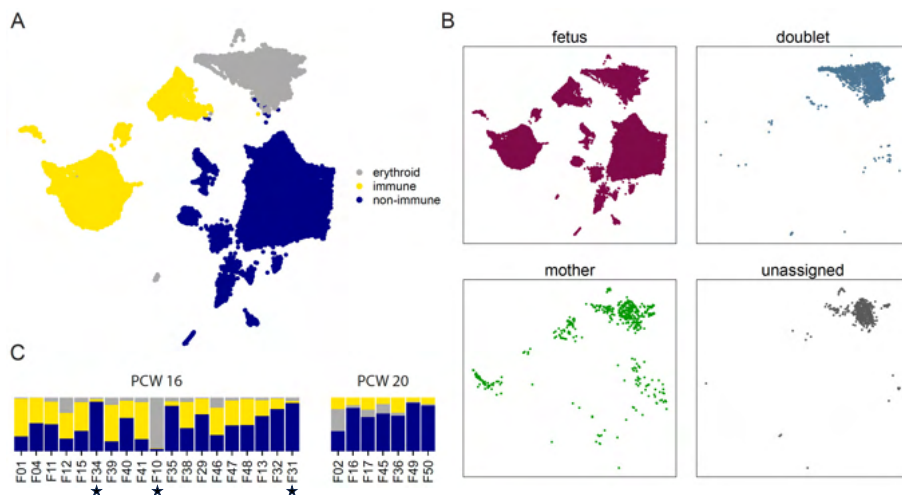 A
erythroid
immune
non-immune
B
fetus
doublet
mother
unassigned
C
PCW 16
PCW 20
F01 F04 F11 F12 F15 F34 F39 F40 F41 F10 F35 F38 F29 F46 F47 F48 F13 F32 F31
F02 F16 F17 F45 F36 F49 F50